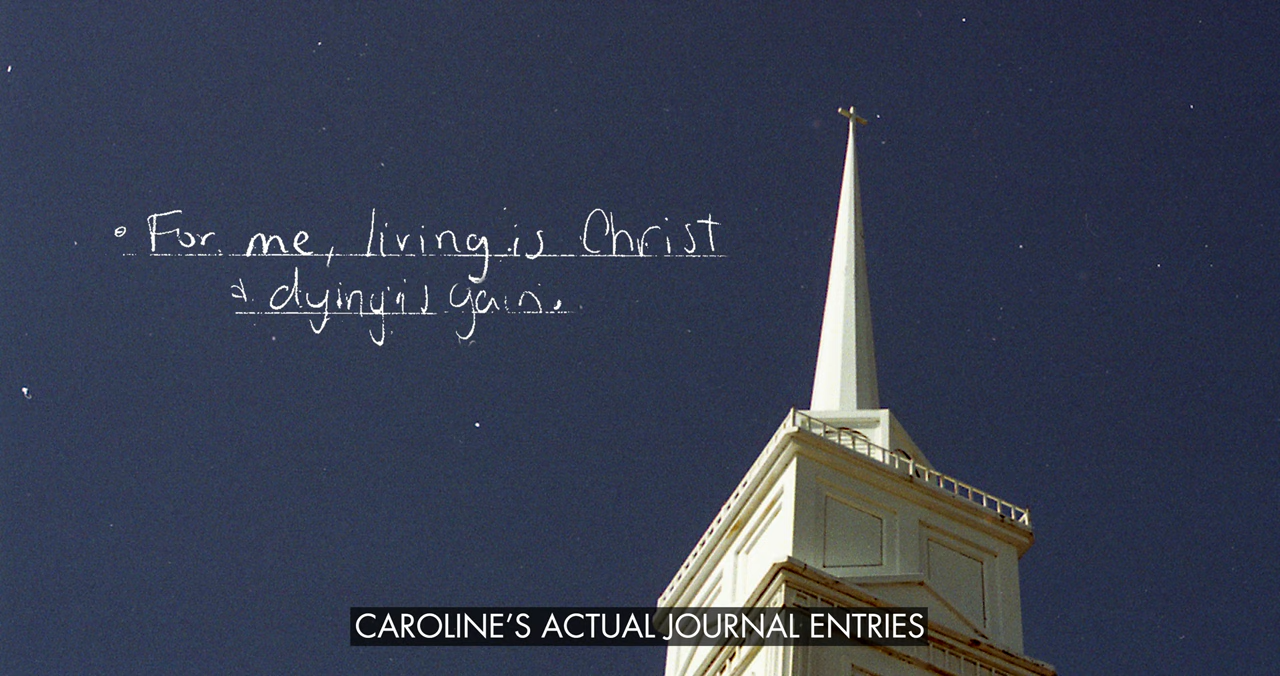 For me, living is Christ
& dying is gain.
CAROLINE'S ACTUAL JOURNAL ENTRIES